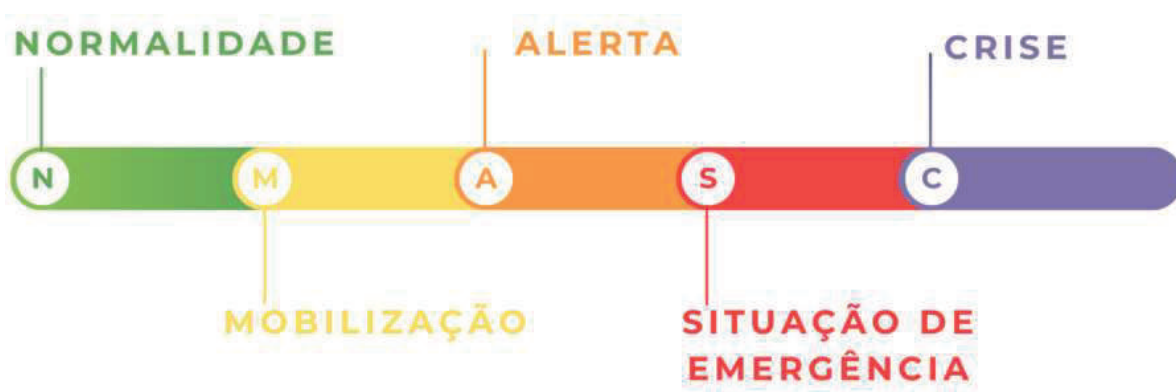 NORMALIDADE
ALERTA
CRISE
N
M
A
S
C
MOBILIZAÇÃO
SITUAÇÃO DE
EMERGÊNCIA